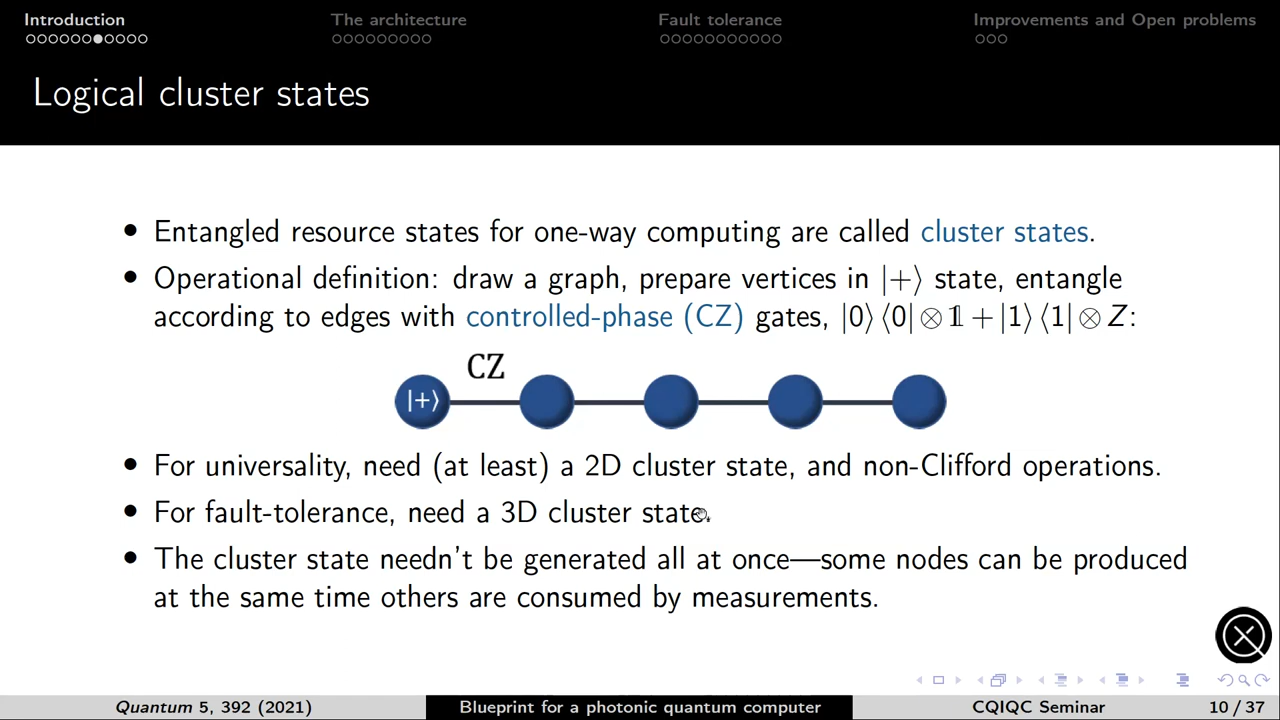 Introduction
The architecture
Fault tolerance
Improvements and Open problems
Logical cluster states
• Entangled resource states for one-way computing are called cluster states.
• Operational definition: draw a graph, prepare vertices in |+⟩ state, entangle
according to edges with controlled-phase (CZ) gates, |0⟩⟨0| ⊗ 𝟙 + |1⟩⟨1| ⊗ Z:
CZ
|+⟩
• For universality, need (at least) a 2D cluster state, and non-Clifford operations.
• For fault-tolerance, need a 3D cluster state.
• The cluster state needn't be generated all at once—some nodes can be produced
at the same time others are consumed by measurements.
Quantum 5, 392 (2021)
Blueprint for a photonic quantum computer
CQIQC Seminar
10 / 37